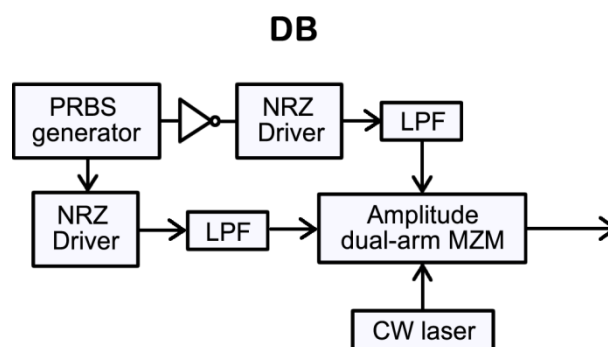 DB
PRBS
generator
NRZ
Driver
LPF
NRZ
Driver
LPF
Amplitude
dual-arm MZM
CW laser